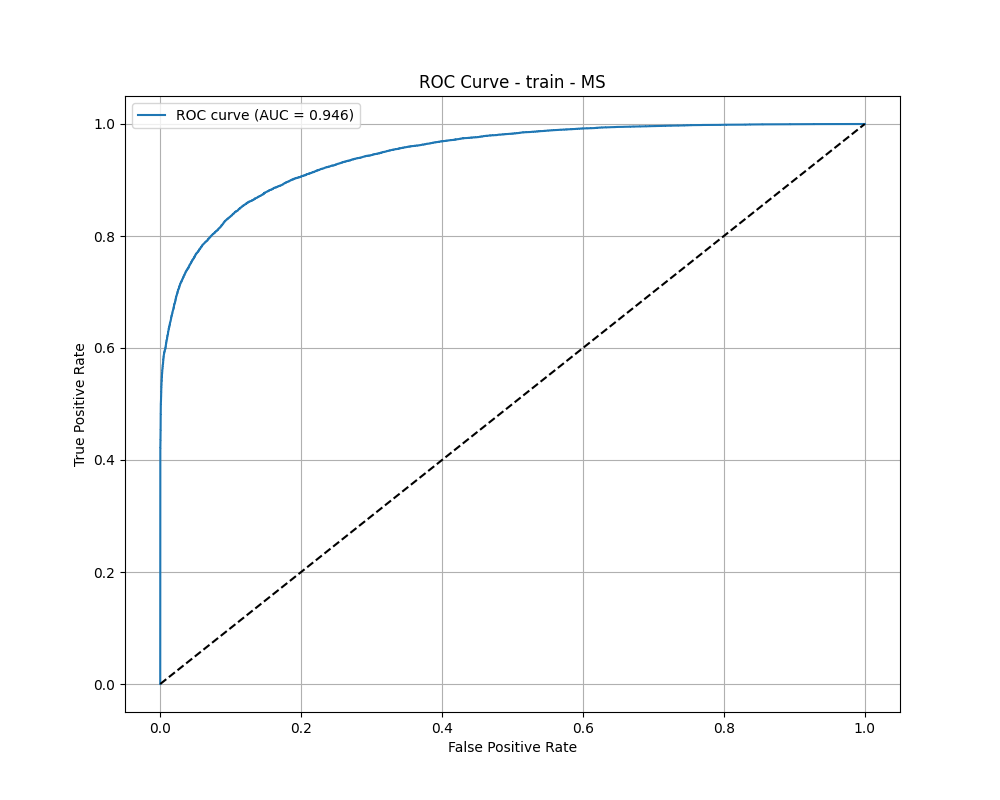 ROC Curve - train - MS
ROC curve (AUC = 0.946)
1.0
0.8
0.6
0.4
0.2
0.0
True Positive Rate
0.0 0.2 0.4 0.6 0.8 1.0
False Positive Rate